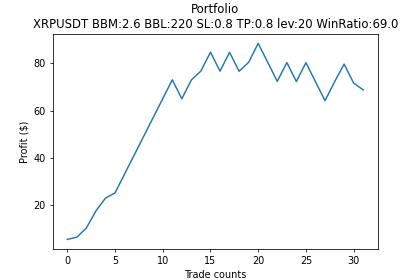 Portfolio
XRPUSDT BBM:2.6 BBL:220 SL:0.8 TP:0.8 lev:20 WinRatio:69.0
80
60
40
20
Profit ($)
0 5 10 15 20 25 30
Trade counts